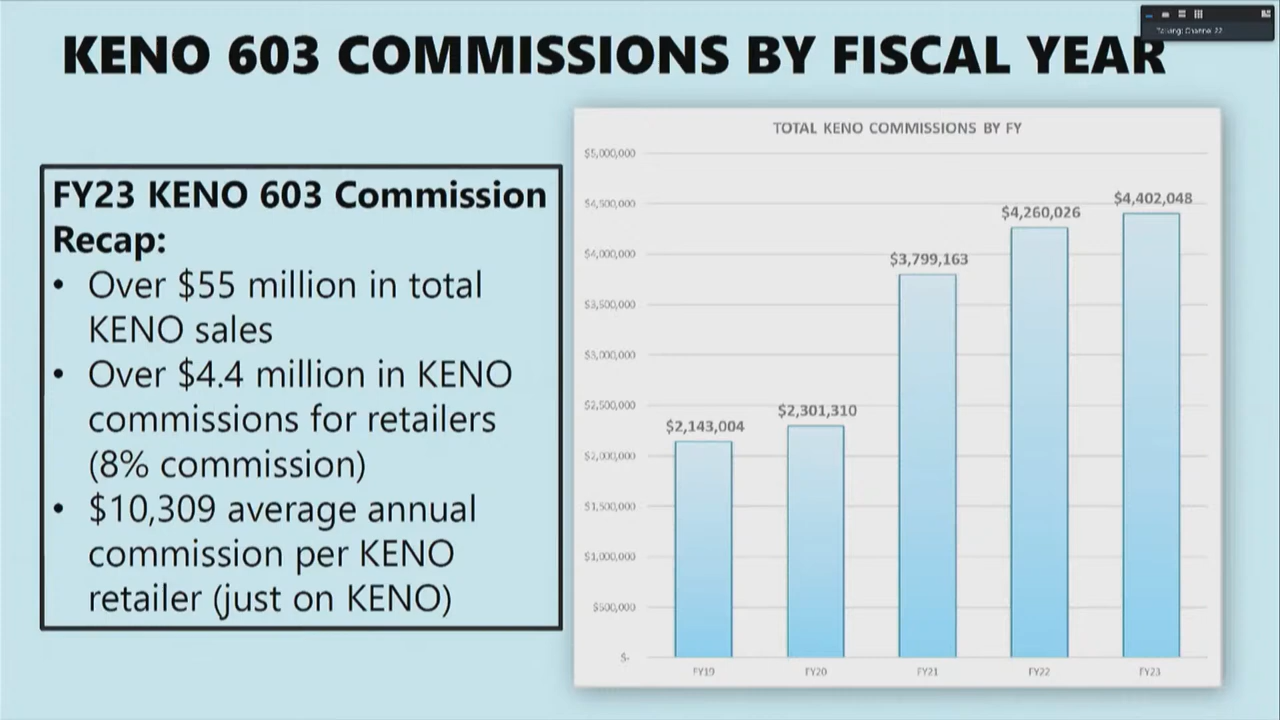 KENO 603 COMMISSIONS BY FISCAL YEAR
FY23 KENO 603 Commission
Recap:
• Over $55 million in total
KENO sales
• Over $4.4 million in KENO
commissions for retailers
(8% commission)
• $10,309 average annual
commission per KENO
retailer (just on KENO)
TOTAL KENO COMMISSIONS BY FY
$5,000,000
$4,500,000
$4,000,000
$3,500,000
$3,000,000
$2,500,000
$2,000,000
$1,500,000
$1,000,000
$500,000
$-
$2,143,004
$2,301,310
$3,799,163
$4,260,026
$4,402,048
FY19
FY20
FY21
FY22
FY23